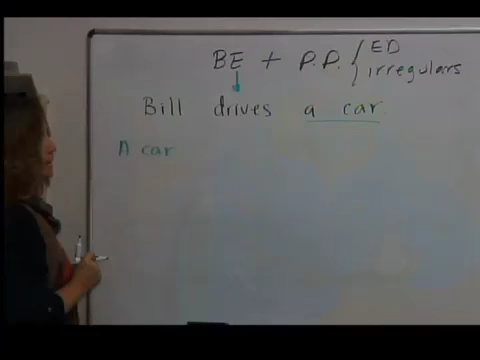 BE + P.P. { ED
irregulars
Bill drives a car.
A car